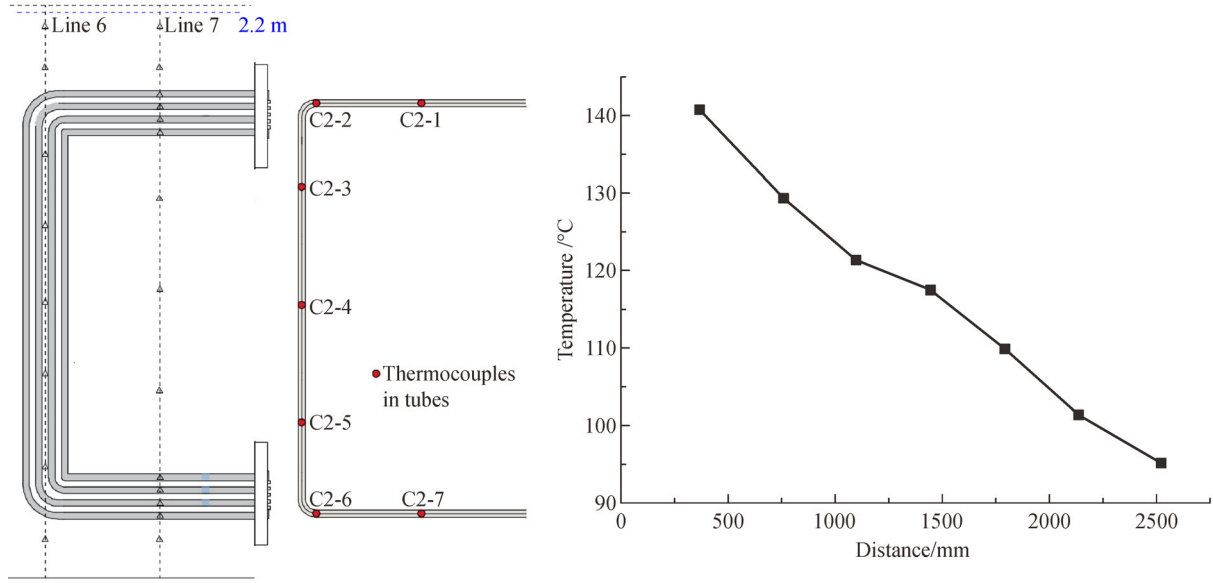 Line 6
Line 7
2.2 m
C2-2
C2-1
C2-3
C2-4
Thermocouples
in tubes
C2-5
C2-6
C2-7
Temperature /°C
140
130
120
110
100
90
0
500
1000
1500
2000
2500
Distance/mm